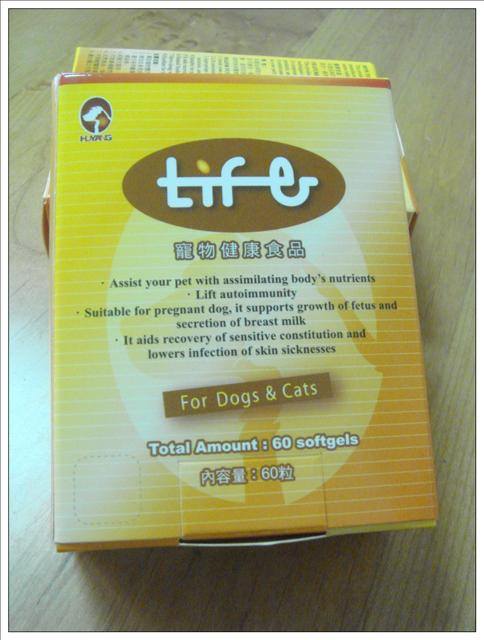 HUYANG
Life
寵物健康食品
· Assist your pet with assimilating body's nutrients
· Lift autoimmunity
· Suitable for pregnant dog, it supports growth of fetus and
secretion of breast milk
· It aids recovery of sensitive constitution and
lowers infection of skin sicknesses
For Dogs & Cats
Total Amount : 60 softgels
內容量：60粒